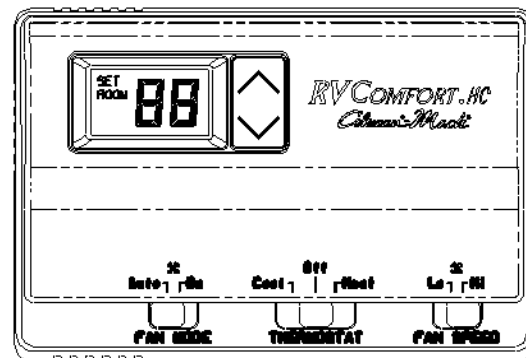 SET
ROOM
88
RVCOMFORT.HC
Coleman-Mach
Off
Auto On
Cool Heat
Lo Hi
FAN MODE
THERMOSTAT
FAN SPEED